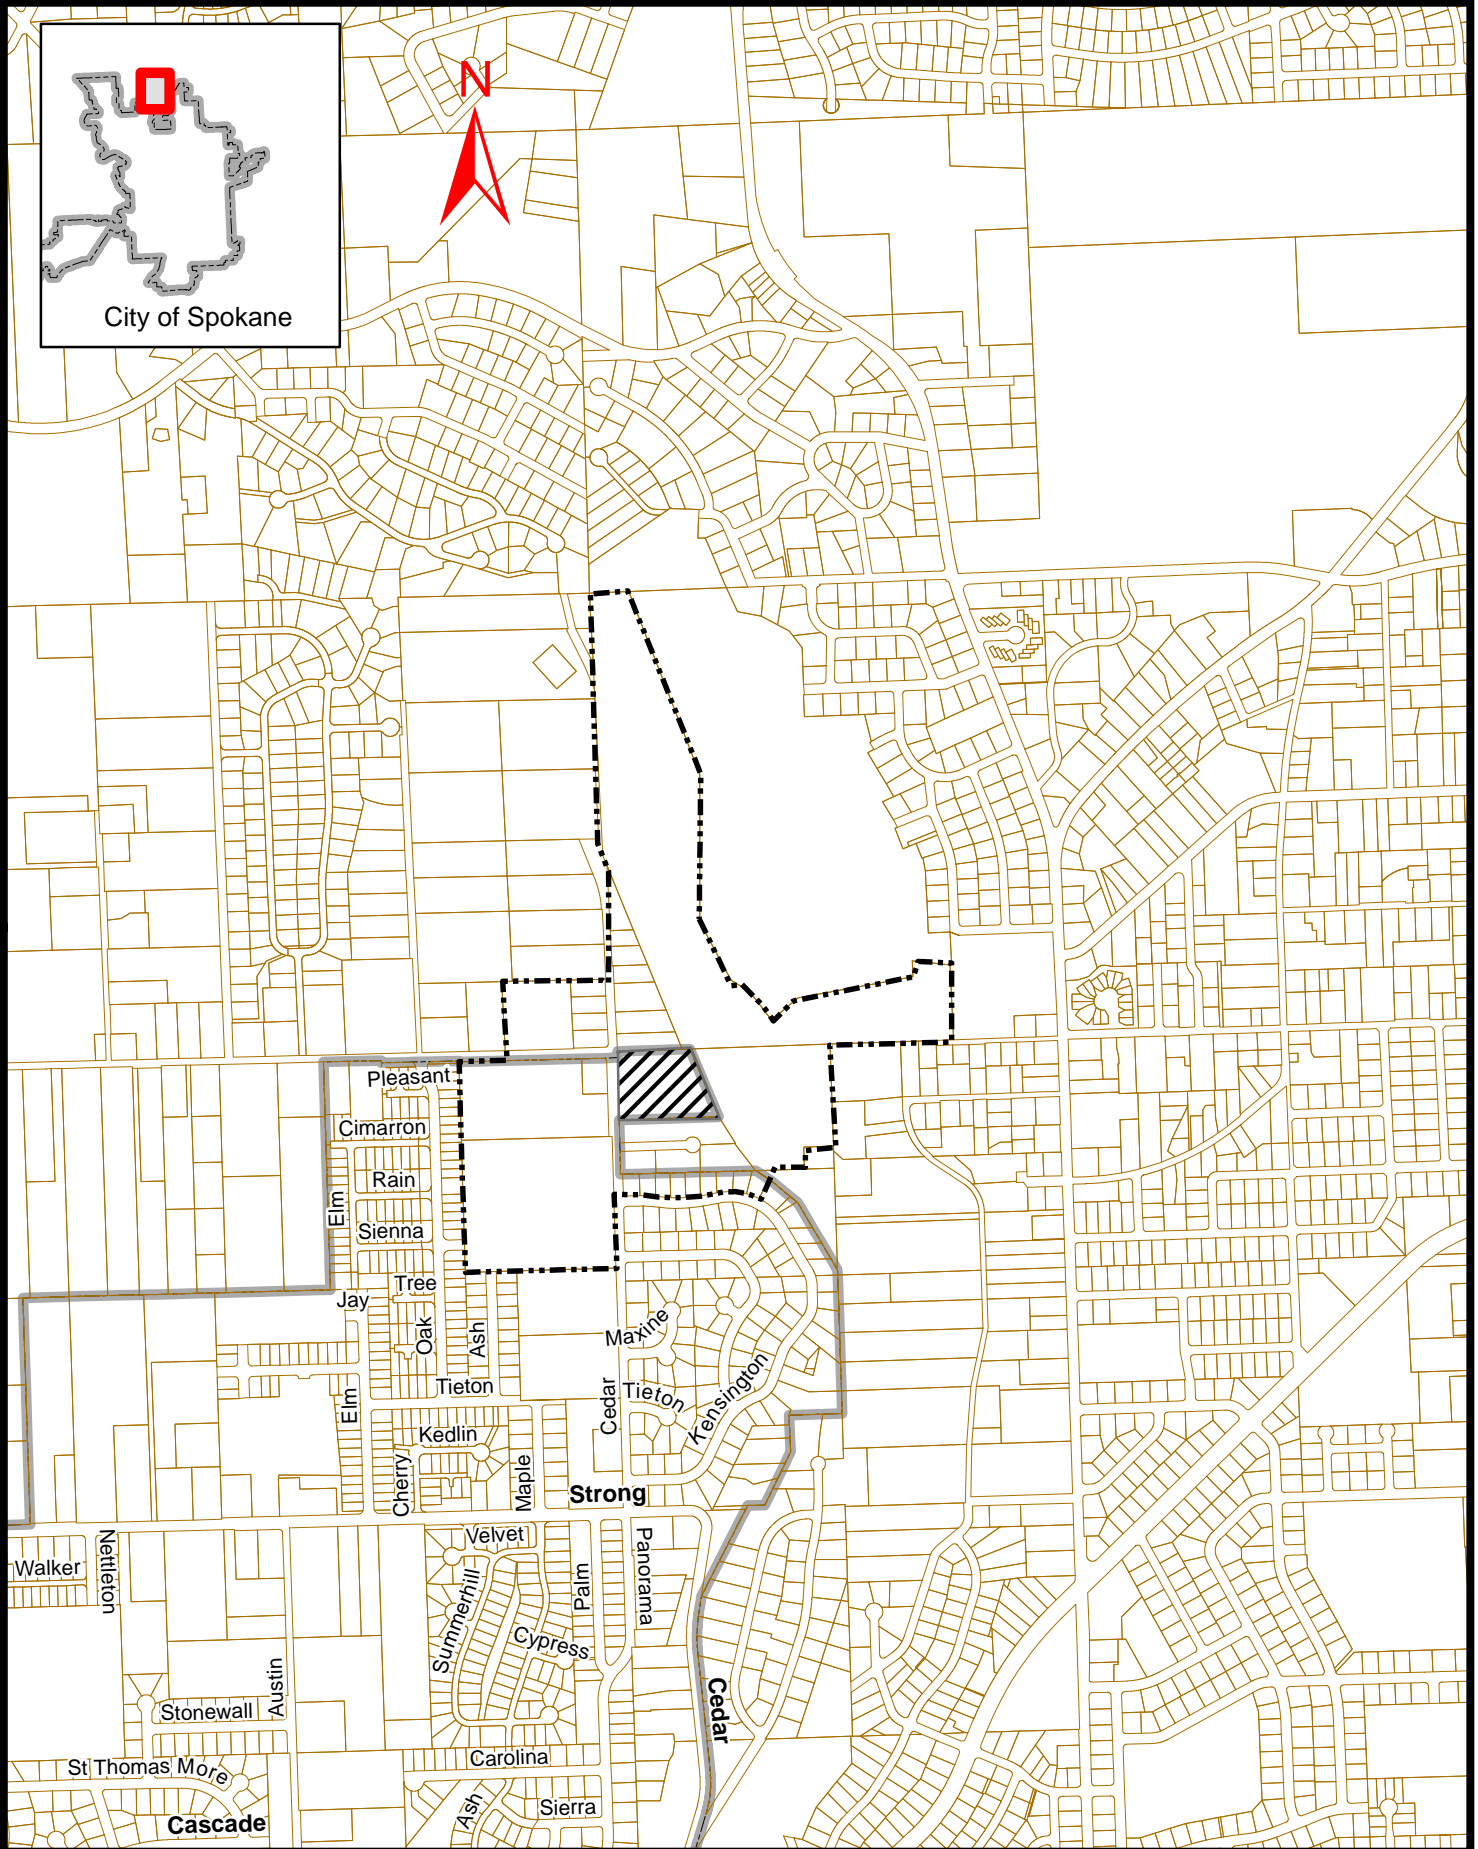 N
City of Spokane
Pleasant
Cimarron
Rain
Elm
Sienna
Tree
Jay
Oak
Ash
Maxine
Tieton
Cedar
Tieton
Kensington
Elm
Kedlin
Cherry
Maple
Strong
Velvet
Walker
Nettleton
Palm
Panorama
Summerhill
Cypress
Austin
Stonewall
Cedar
Carolina
St Thomas More
Ash
Sierra
Cascade